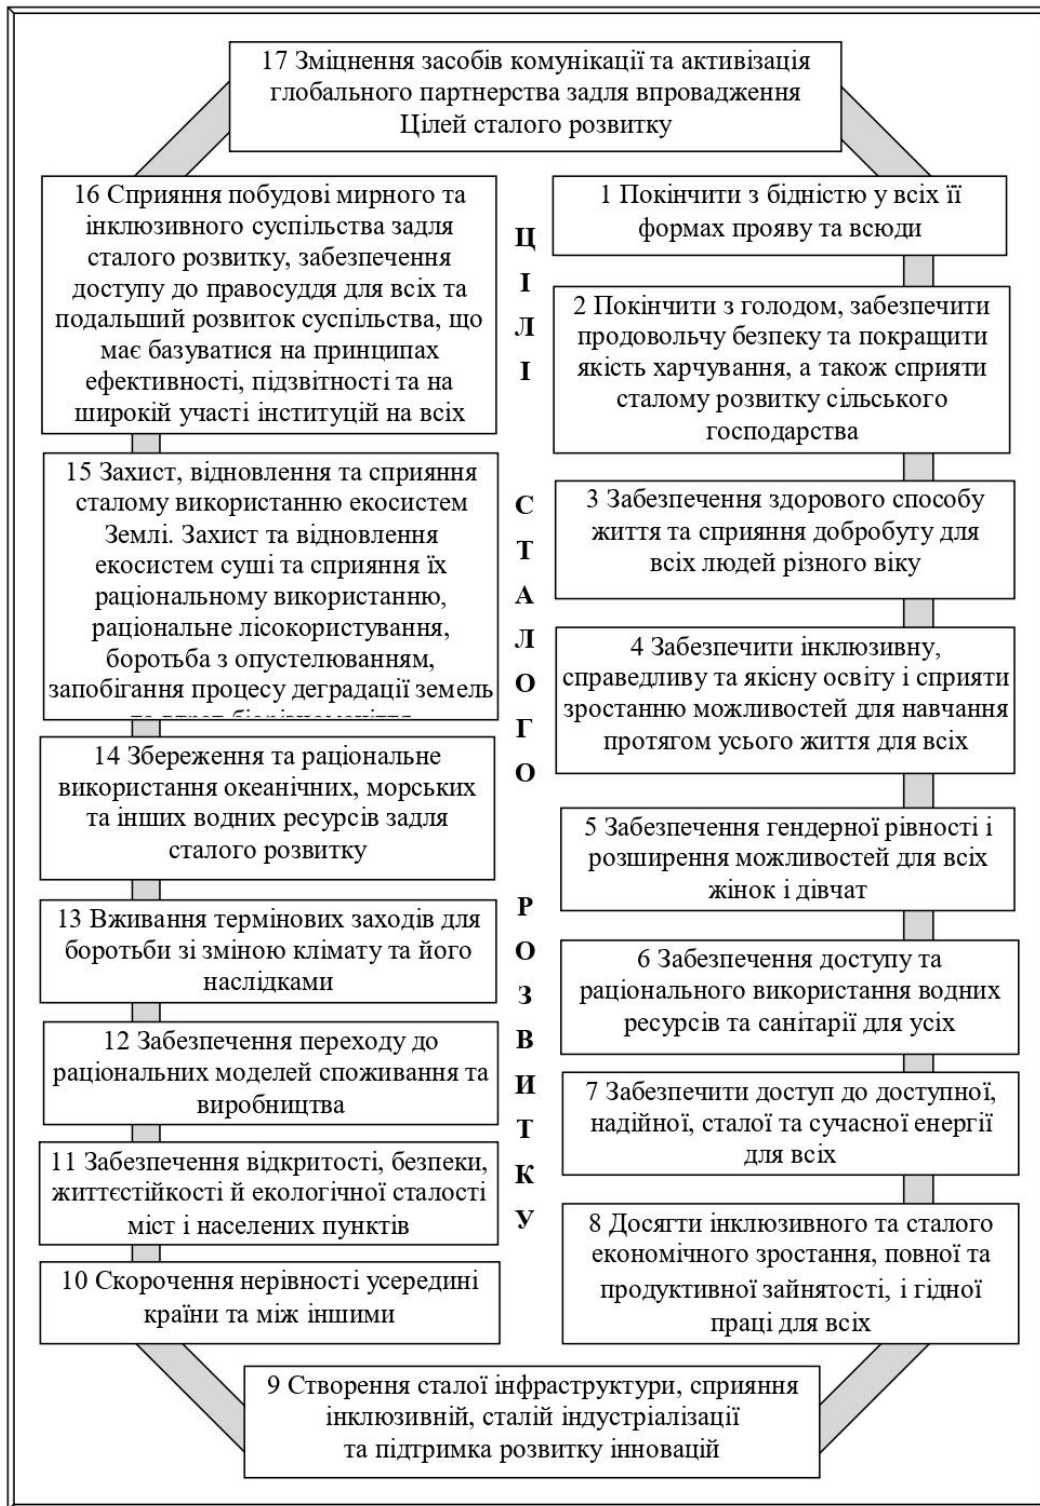 17 Зміцнення засобів комунікації та активізація
глобального партнерства задля впровадження
Цілей сталого розвитку
16 Сприяння побудові мирного та
інклюзивного суспільства задля
сталого розвитку, забезпечення
доступу до правосуддя для всіх та
подальший розвиток суспільства, що
має базуватися на принципах
ефективності, підзвітності та на
широкій участі інституцій на всіх
15 Захист, відновлення та сприяння
сталому використанню екосистем
Землі. Захист та відновлення
екосистем суші та сприяння їх
раціональному використанню,
раціональне лісокористування,
боротьба з опустелюванням,
запобігання процесу деградації земель
14 Збереження та раціональне
використання океанічних, морських
та інших водних ресурсів задля
сталого розвитку
13 Вживання термінових заходів для
боротьби зі зміною клімату та його
наслідками
12 Забезпечення переходу до
раціональних моделей споживання та
виробництва
11 Забезпечення відкритості, безпеки,
життєстійкості й екологічної сталості
міст і населених пунктів
10 Скорочення нерівності усередині
країни та між іншими
ЦІЛІ
СТАЛОГО
РОЗВИТКУ
1 Покінчити з бідністю у всіх її
формах прояву та всюди
2 Покінчити з голодом, забезпечити
продовольчу безпеку та покращити
якість харчування, а також сприяти
сталому розвитку сільського
господарства
3 Забезпечення здорового способу
життя та сприяння добробуту для
всіх людей різного віку
4 Забезпечити інклюзивну,
справедливу та якісну освіту і сприяти
зростанню можливостей для навчання
протягом усього життя для всіх
5 Забезпечення гендерної рівності і
розширення можливостей для всіх
жінок і дівчат
6 Забезпечення доступу та
раціонального використання водних
ресурсів та санітарії для усіх
7 Забезпечити доступ до доступної,
надійної, сталої та сучасної енергії
для всіх
8 Досягти інклюзивного та сталого
економічного зростання, повної та
продуктивної зайнятості, і гідної
праці для всіх
9 Створення сталої інфраструктури, сприяння
інклюзивній, сталій індустріалізації
та підтримка розвитку інновацій